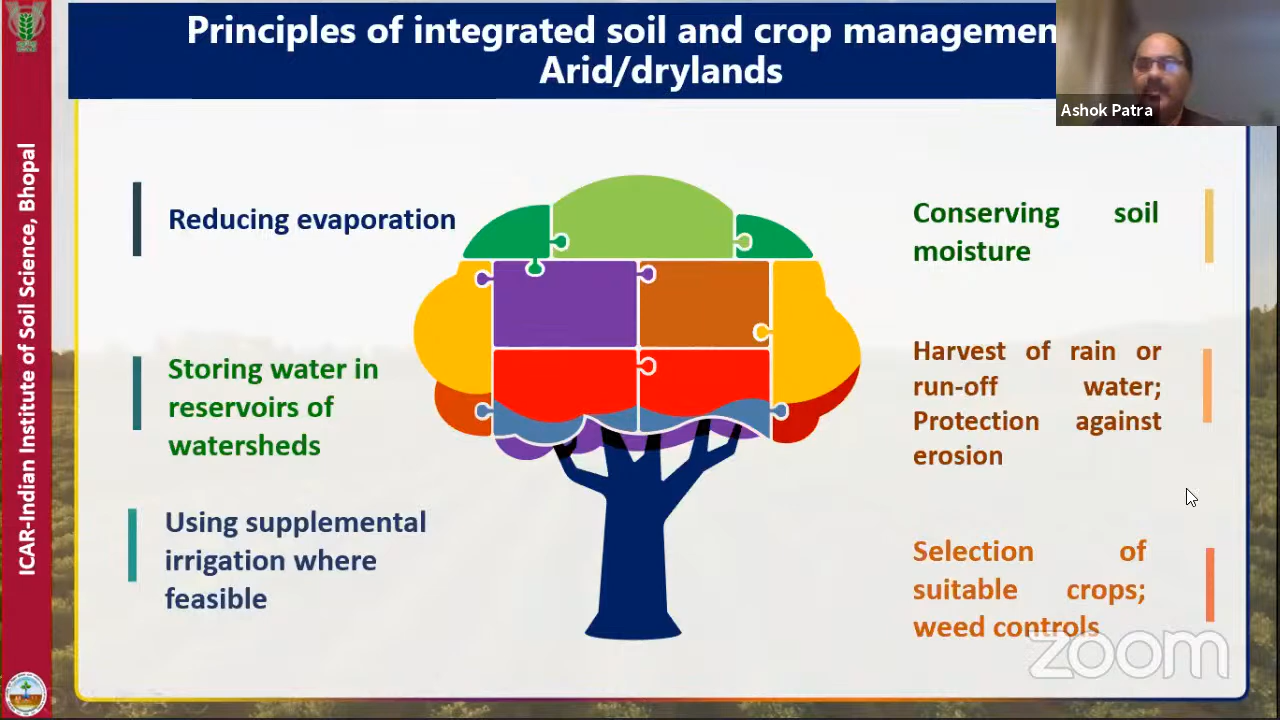 Principles of integrated soil and crop managemen
Arid/drylands
Ashok Patra
ICAR-Indian Institute of Soil Science, Bhopal
Reducing evaporation
Storing water in
reservoirs of
watersheds
Using supplemental
irrigation where
feasible
Conserving soil
moisture
Harvest of rain or
run-off water;
Protection against
erosion
Selection of
suitable crops;
weed controls
zoom